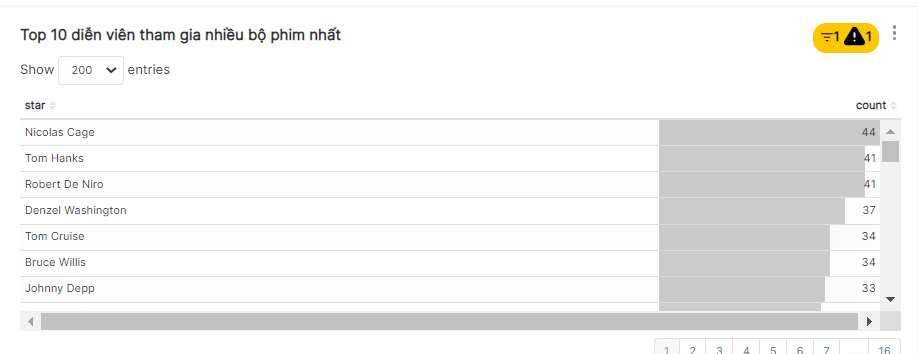 Top 10 diễn viên tham gia nhiều bộ phim nhất
1 1
Show 200 entries
star count
Nicolas Cage 44
Tom Hanks 41
Robert De Niro 41
Denzel Washington 37
Tom Cruise 34
Bruce Willis 34
Johnny Depp 33
1 2 3 4 5 6 7 ... 16